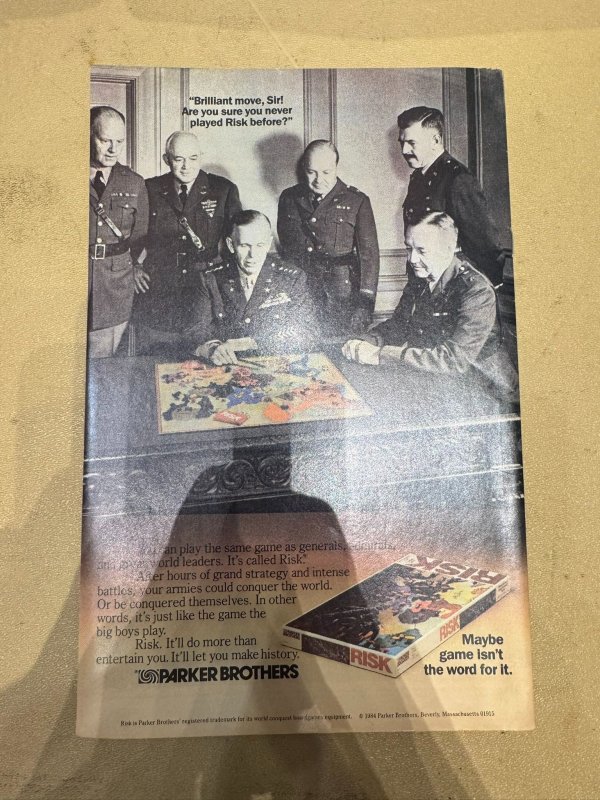 "Brilliant move, Sir!
Are you sure you never
played Risk before?"
an play the same game as generals,
world leaders. It's called Risk®
After hours of grand strategy and intense
battles, your armies could conquer the world.
Or be conquered themselves. In other
words, it's just like the game the
big boys play.
Risk. It'll do more than
entertain you. It'll let you make history.
PARKER BROTHERS
RISK
RISK
RISK
Maybe
game isn't
the word for it.
Risk is Parker Brothers' registered trademark for its world conquest board game equipment. © 1984 Parker Brothers, Beverly, Massachusetts 01915